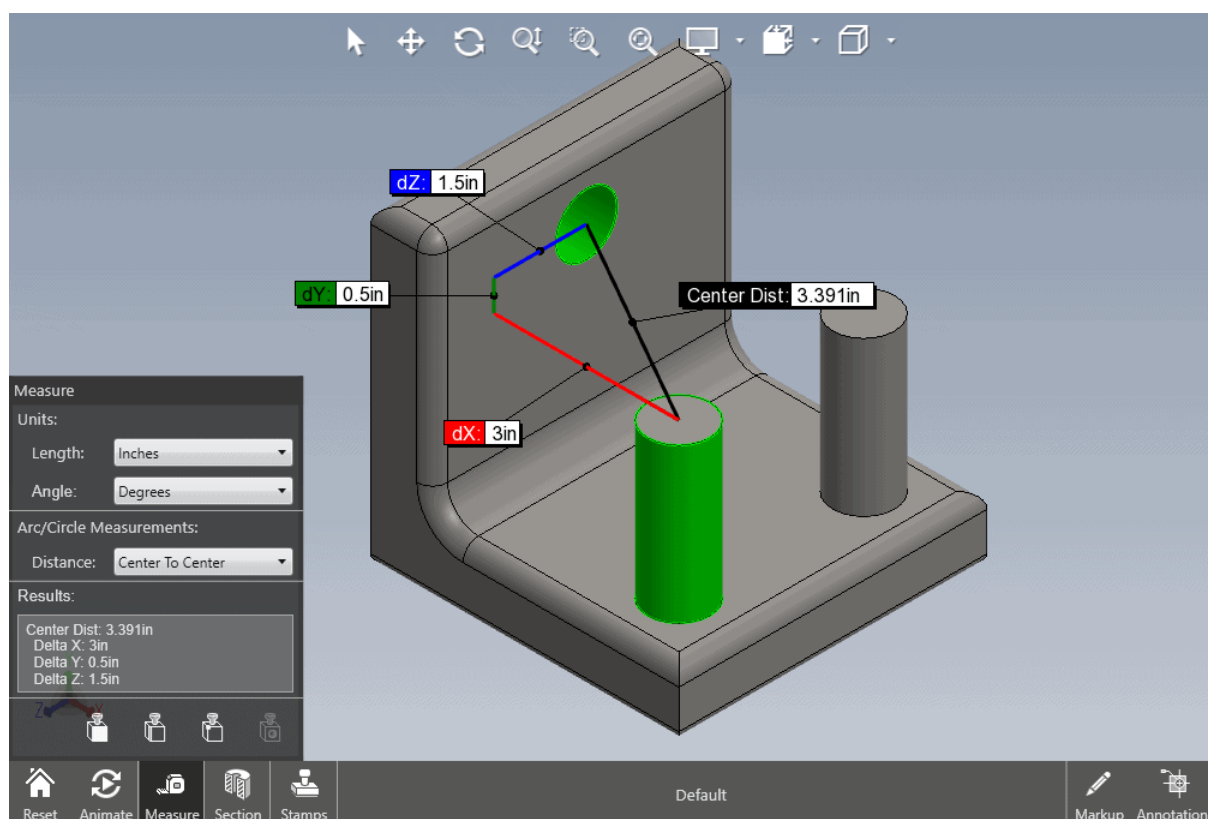 dZ: 1.5in
dY: 0.5in
Center Dist: 3.391in
dX: 3in
Measure
Units:
Length: Inches
Angle: Degrees
Arc/Circle Measurements:
Distance: Center To Center
Results:
Center Dist: 3.391in
Delta X: 3in
Delta Y: 0.5in
Delta Z: 1.5in
Z X
Reset Animate Measure Section Stamps Default Markup Annotation